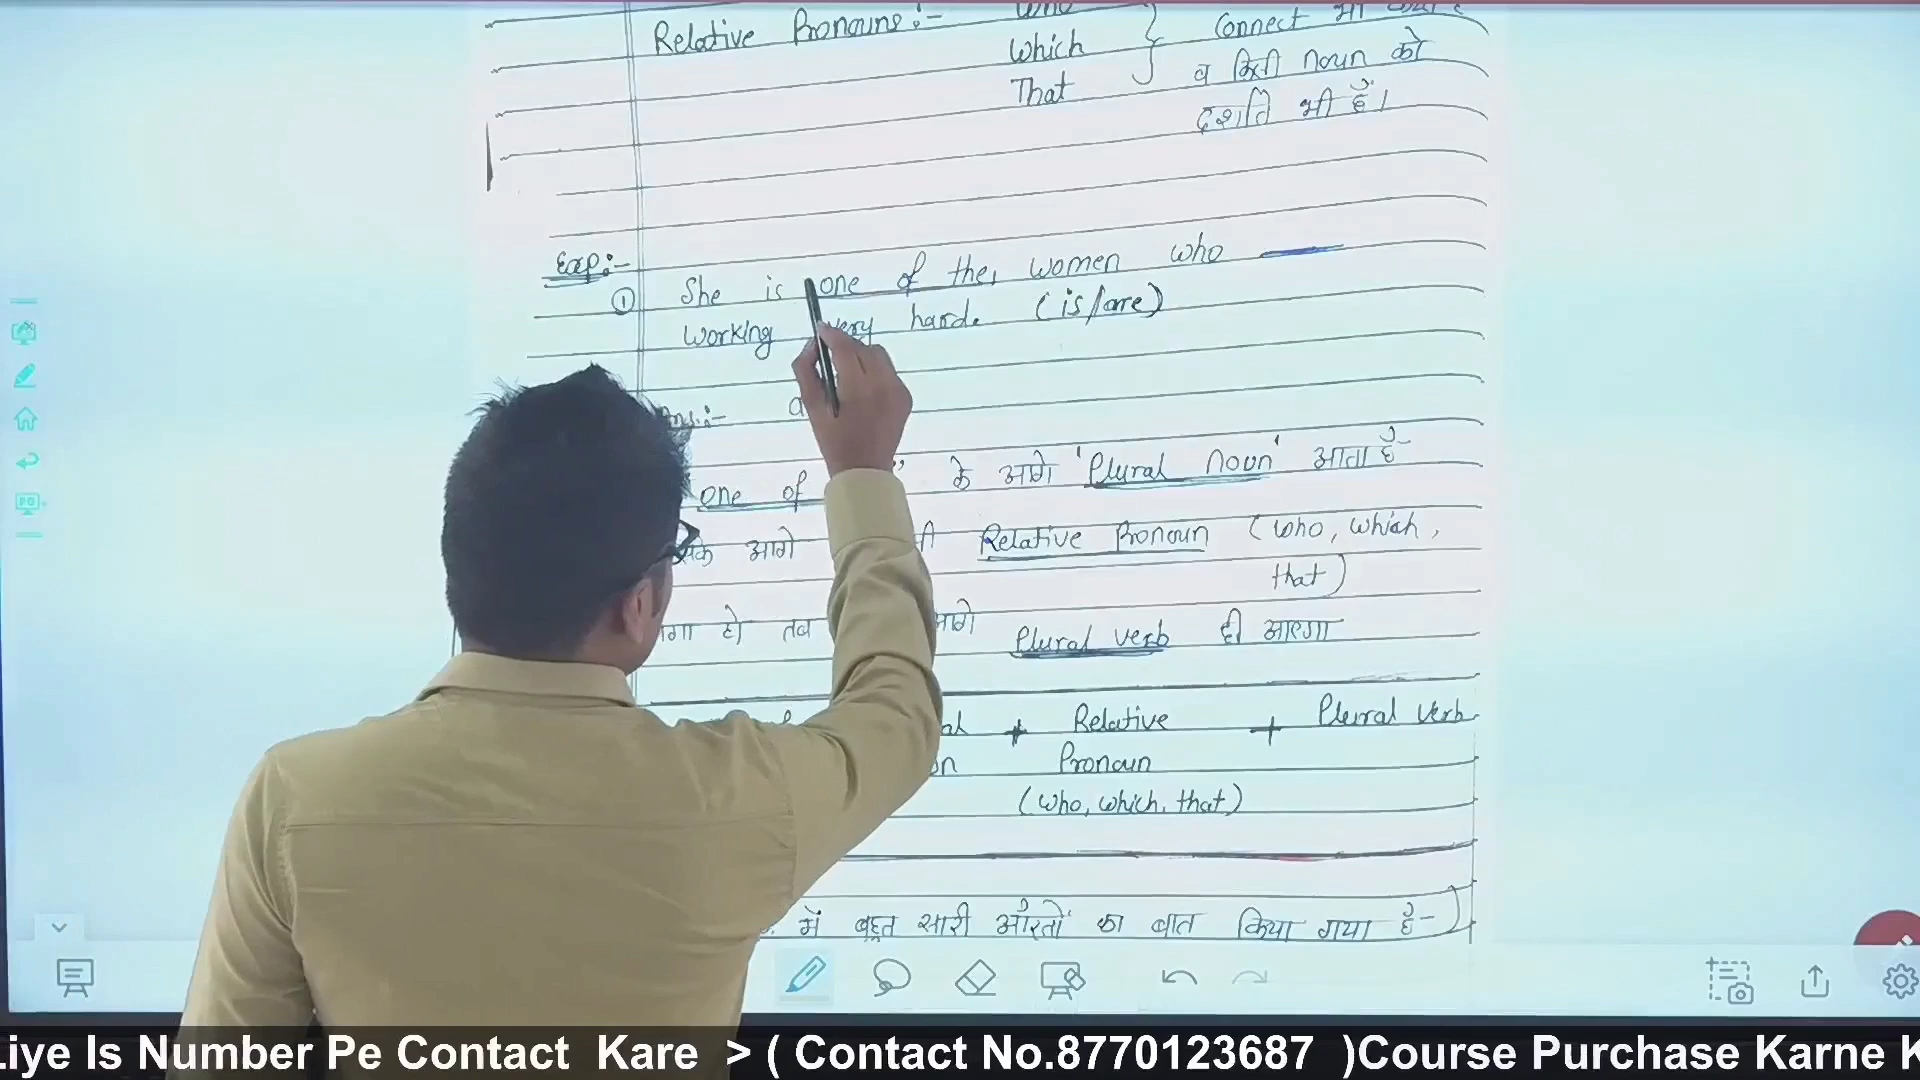 Relative Pronouns:- Who
Which
That
Connect भी
व किसी noun को
दर्शाते भी हैं।
Exp:-
① She is one of the, women who ____
working very hard. (is/are)
Ans.:- a
one of " के आगे 'Plural noun' आता है-
आगे Relative Pronoun (who, which,
that)
हो तब आगे Plural verb ही आएगा
+ Relative + Plural verb
Pronoun
(who, which, that)
में बहुत सारी औरतों का बात किया गया है-
Liye Is Number Pe Contact Kare > ( Contact No.8770123687 )Course Purchase Karne K